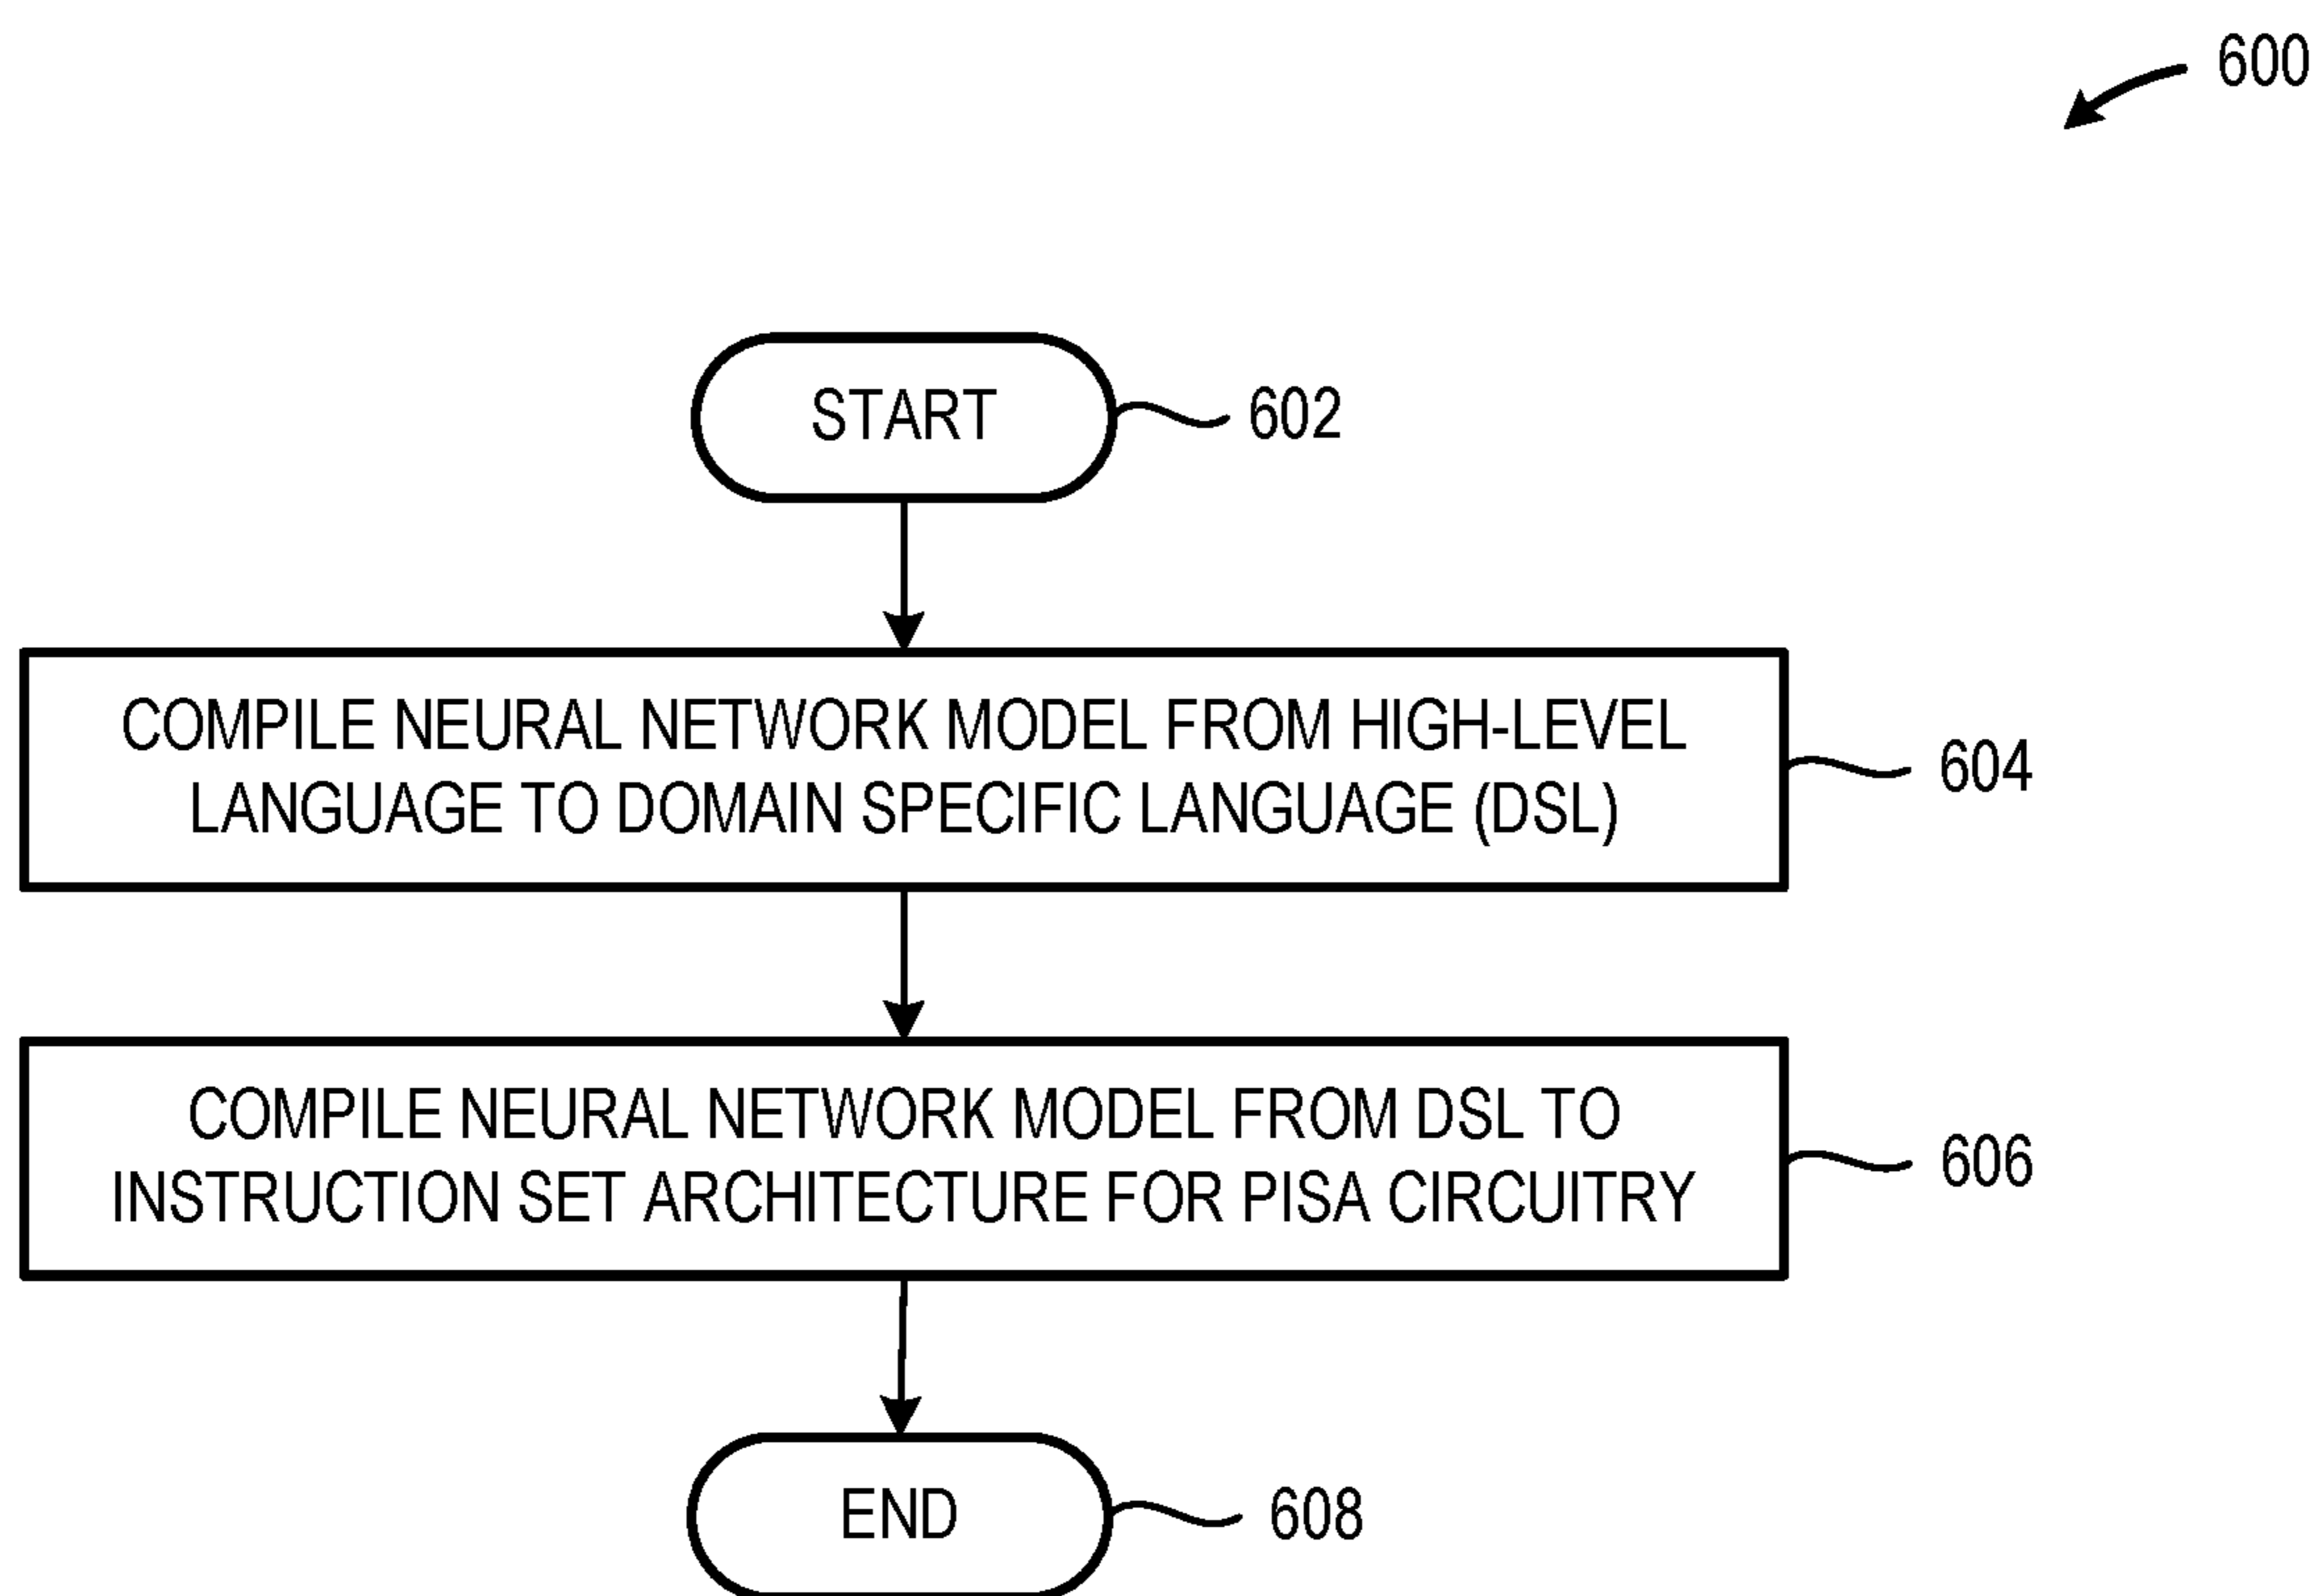 600
START
602
COMPILE NEURAL NETWORK MODEL FROM HIGH-LEVEL
LANGUAGE TO DOMAIN SPECIFIC LANGUAGE (DSL)
604
COMPILE NEURAL NETWORK MODEL FROM DSL TO
INSTRUCTION SET ARCHITECTURE FOR PISA CIRCUITRY
606
END
608